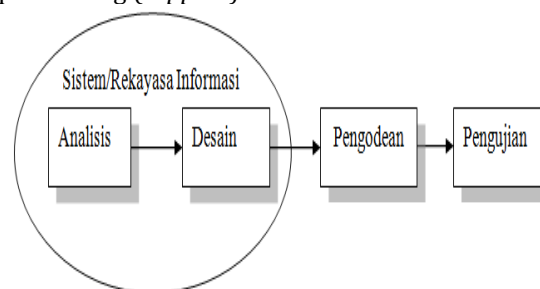 Sistem/Rekayasa Informasi
Analisis
Desain
Pengodean
Pengujian